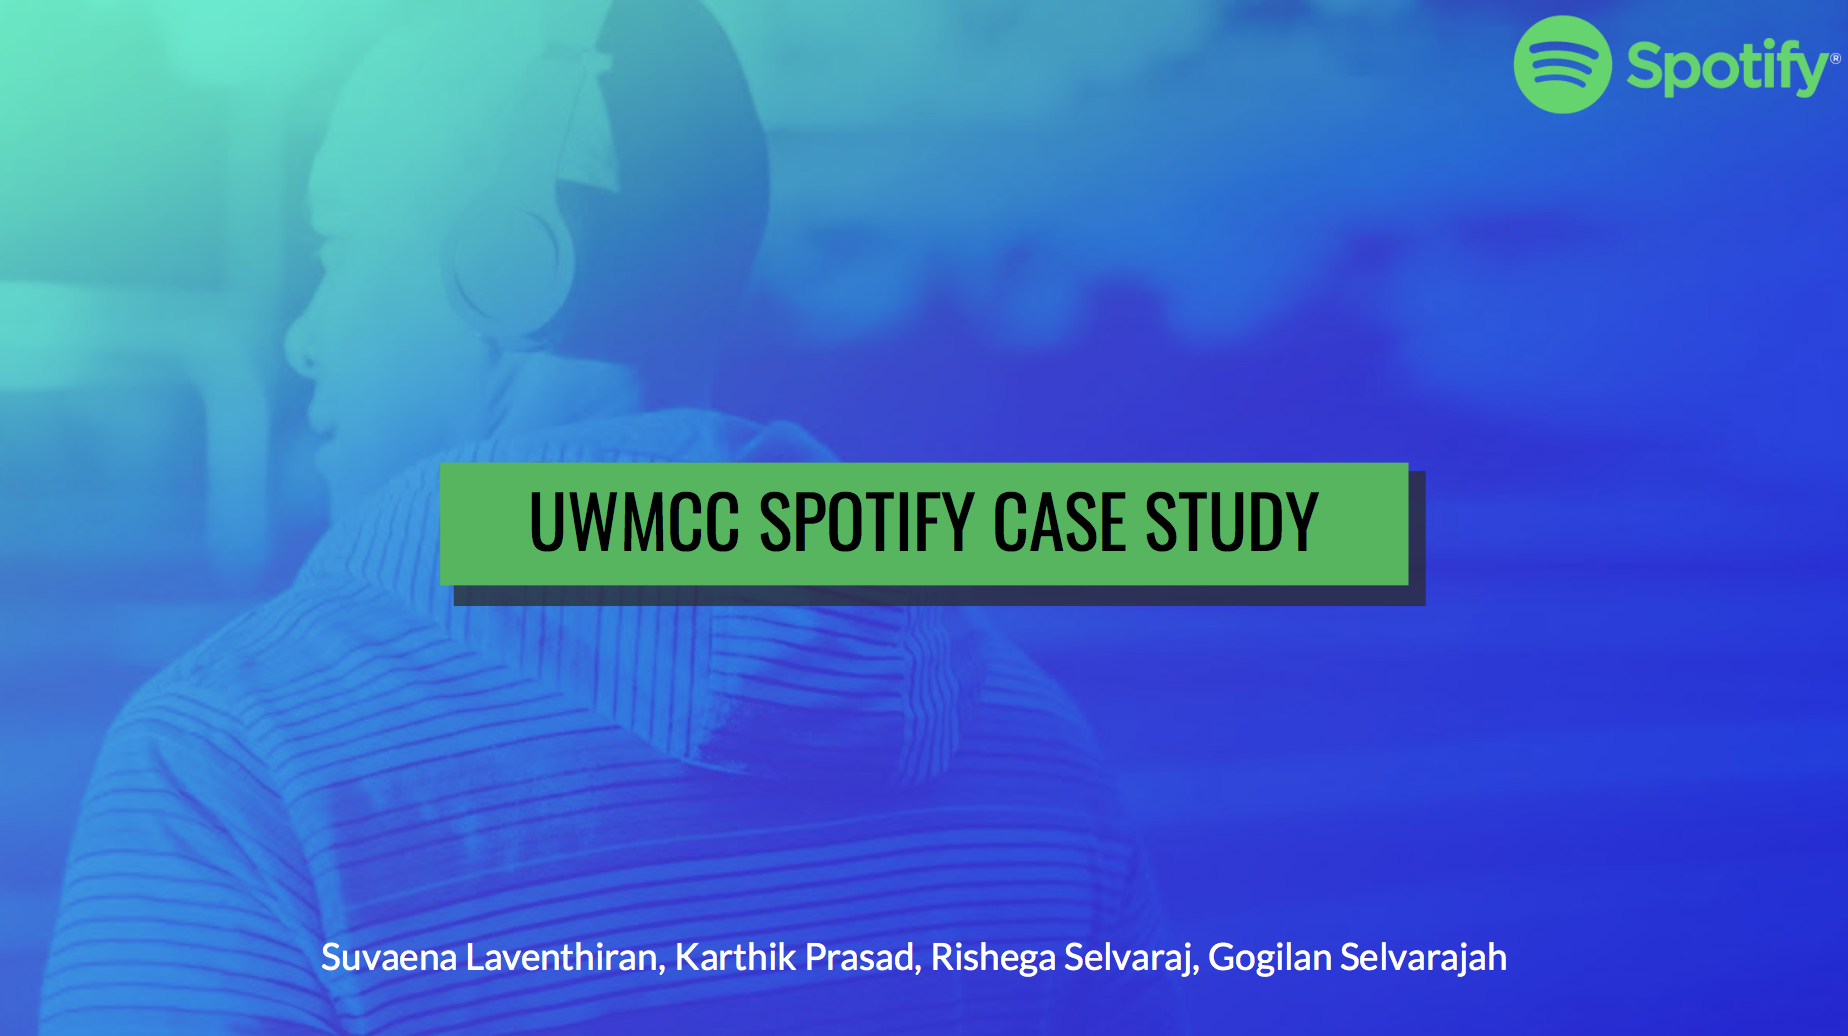 Spotify®
UWMCC SPOTIFY CASE STUDY
Suvaena Laventhiran, Karthik Prasad, Rishega Selvaraj, Gogilan Selvarajah